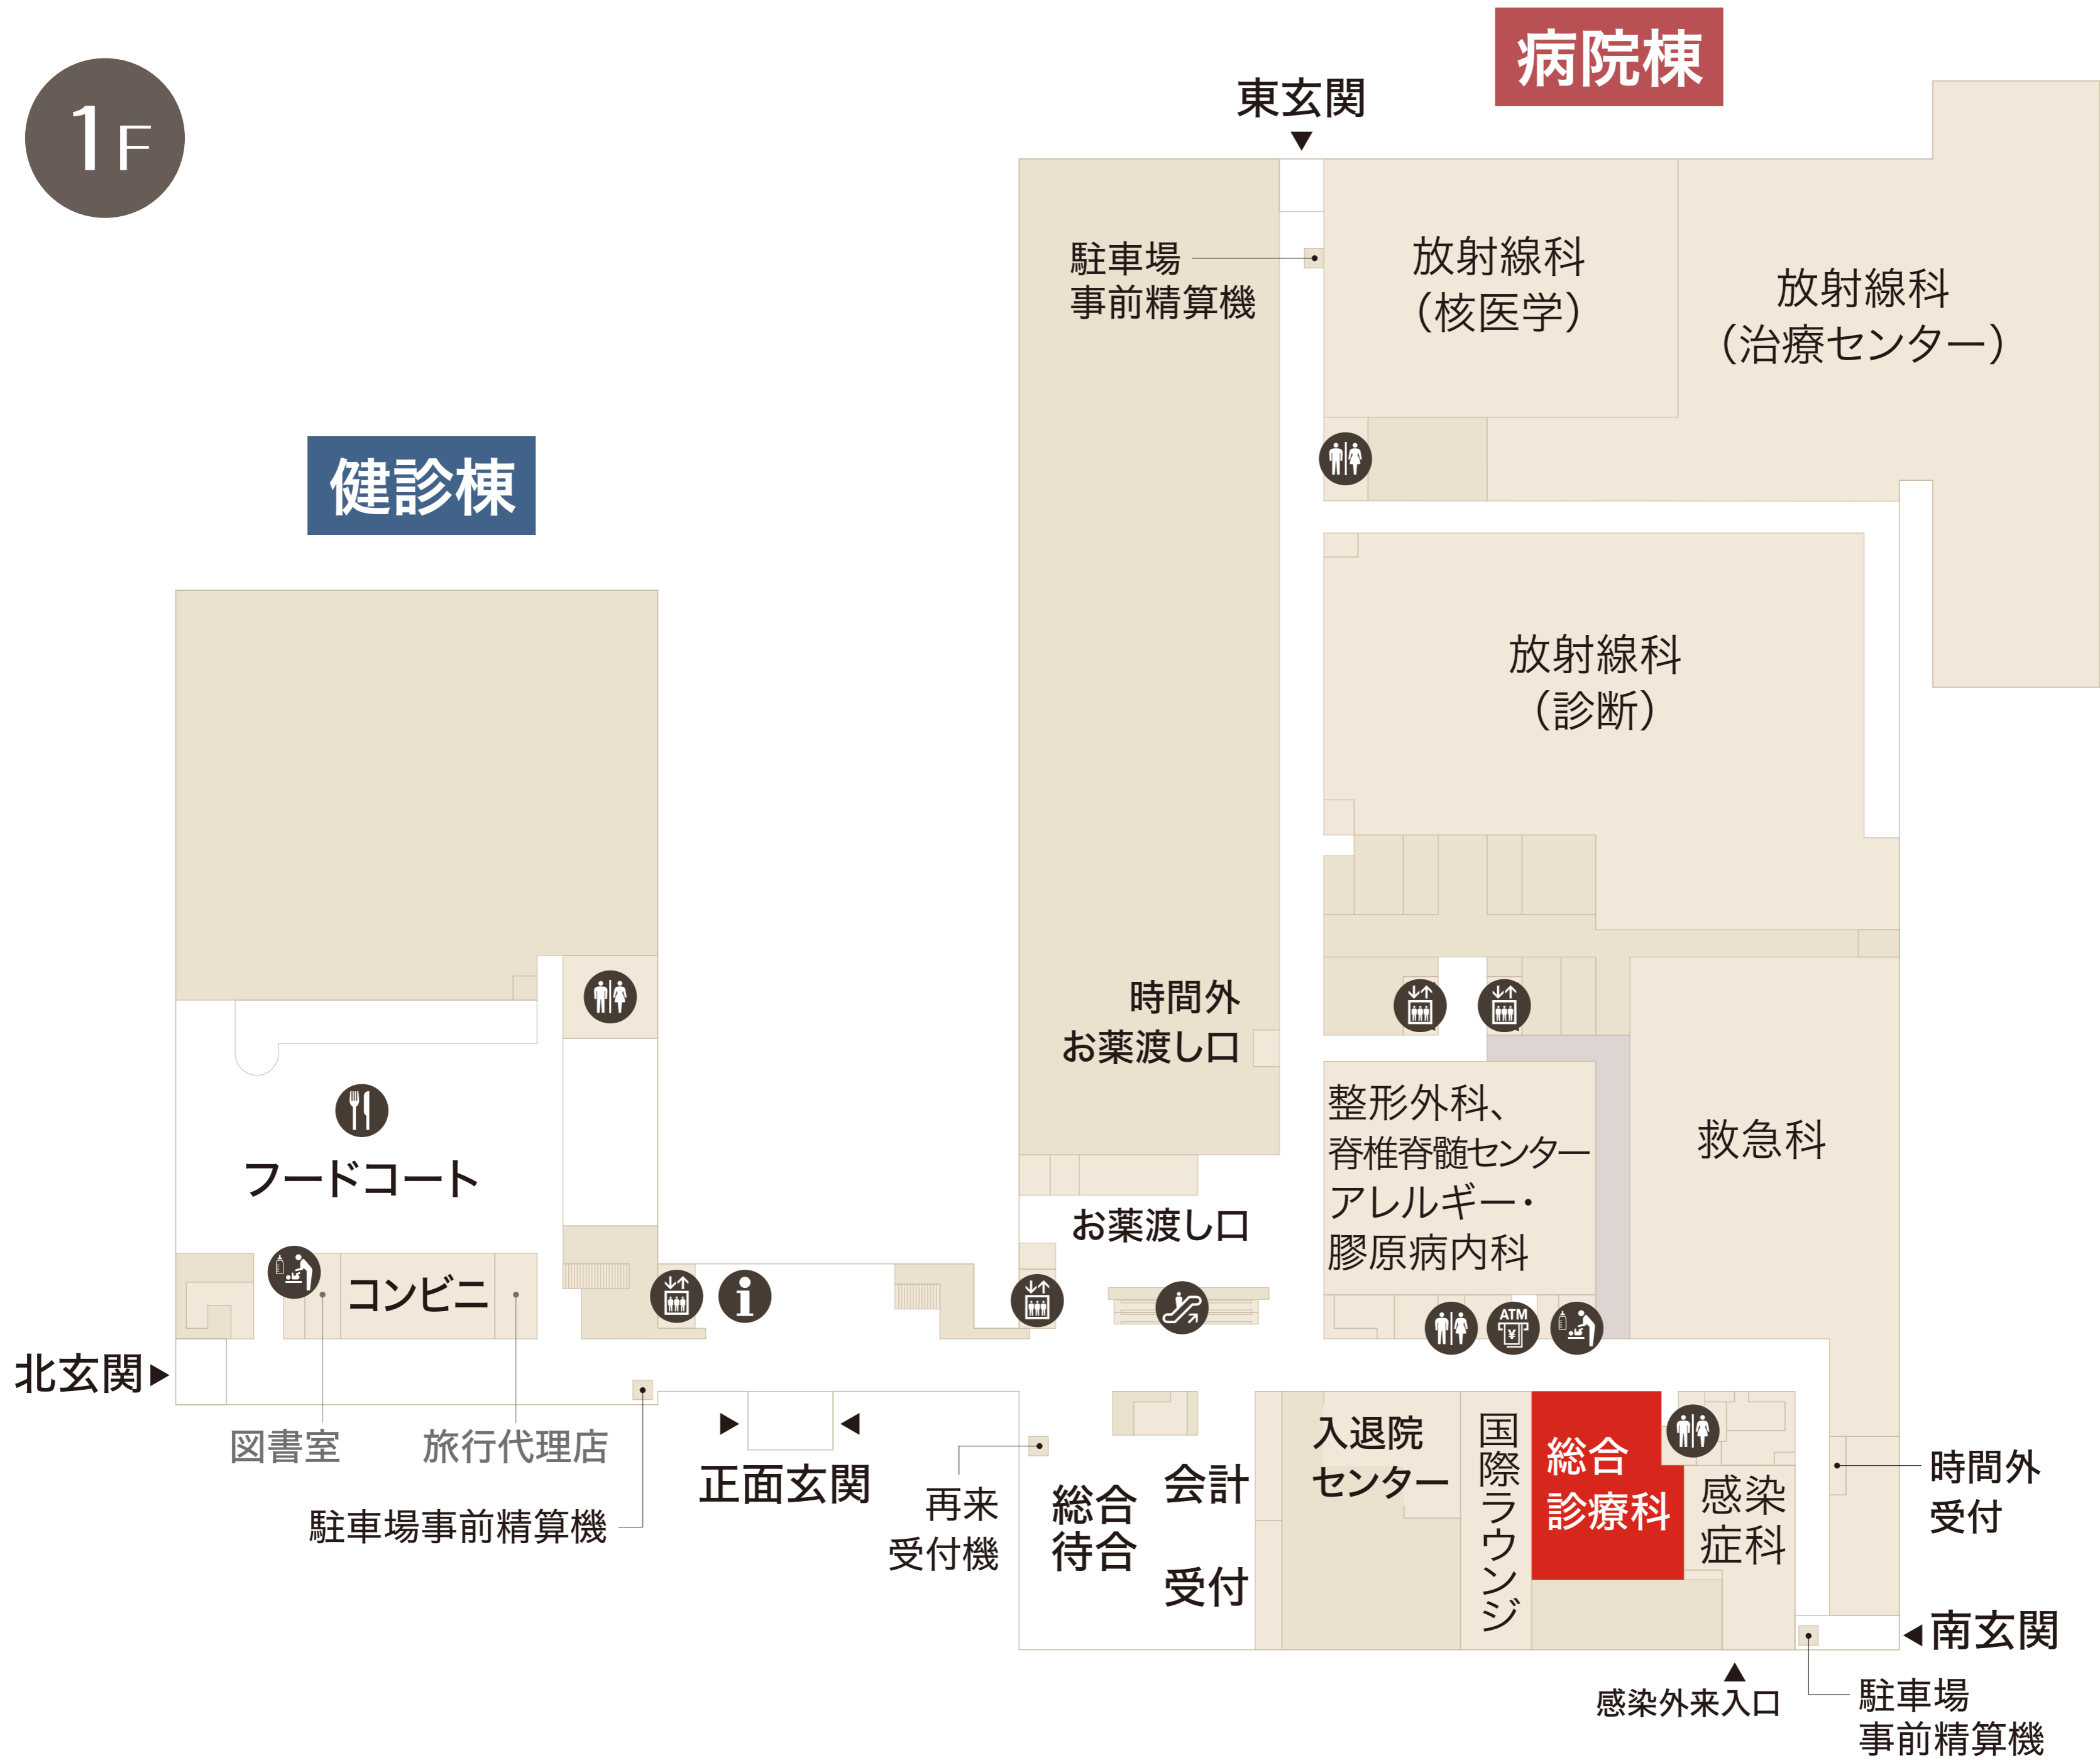 1F
病院棟
東玄関
駐車場
事前精算機
放射線科
（核医学）
放射線科
（治療センター）
健診棟
放射線科
（診断）
時間外
お薬渡し口
整形外科、
脊椎脊髄センター
アレルギー・
膠原病内科
救急科
フードコート
お薬渡し口
コンビニ
ATM
北玄関
図書室
旅行代理店
駐車場事前精算機
正面玄関
再来
受付機
総合
待合
会計
受付
入退院
センター
国際ラウンジ
総合
診療科
感染
症科
時間外
受付
南玄関
感染外来入口
駐車場
事前精算機